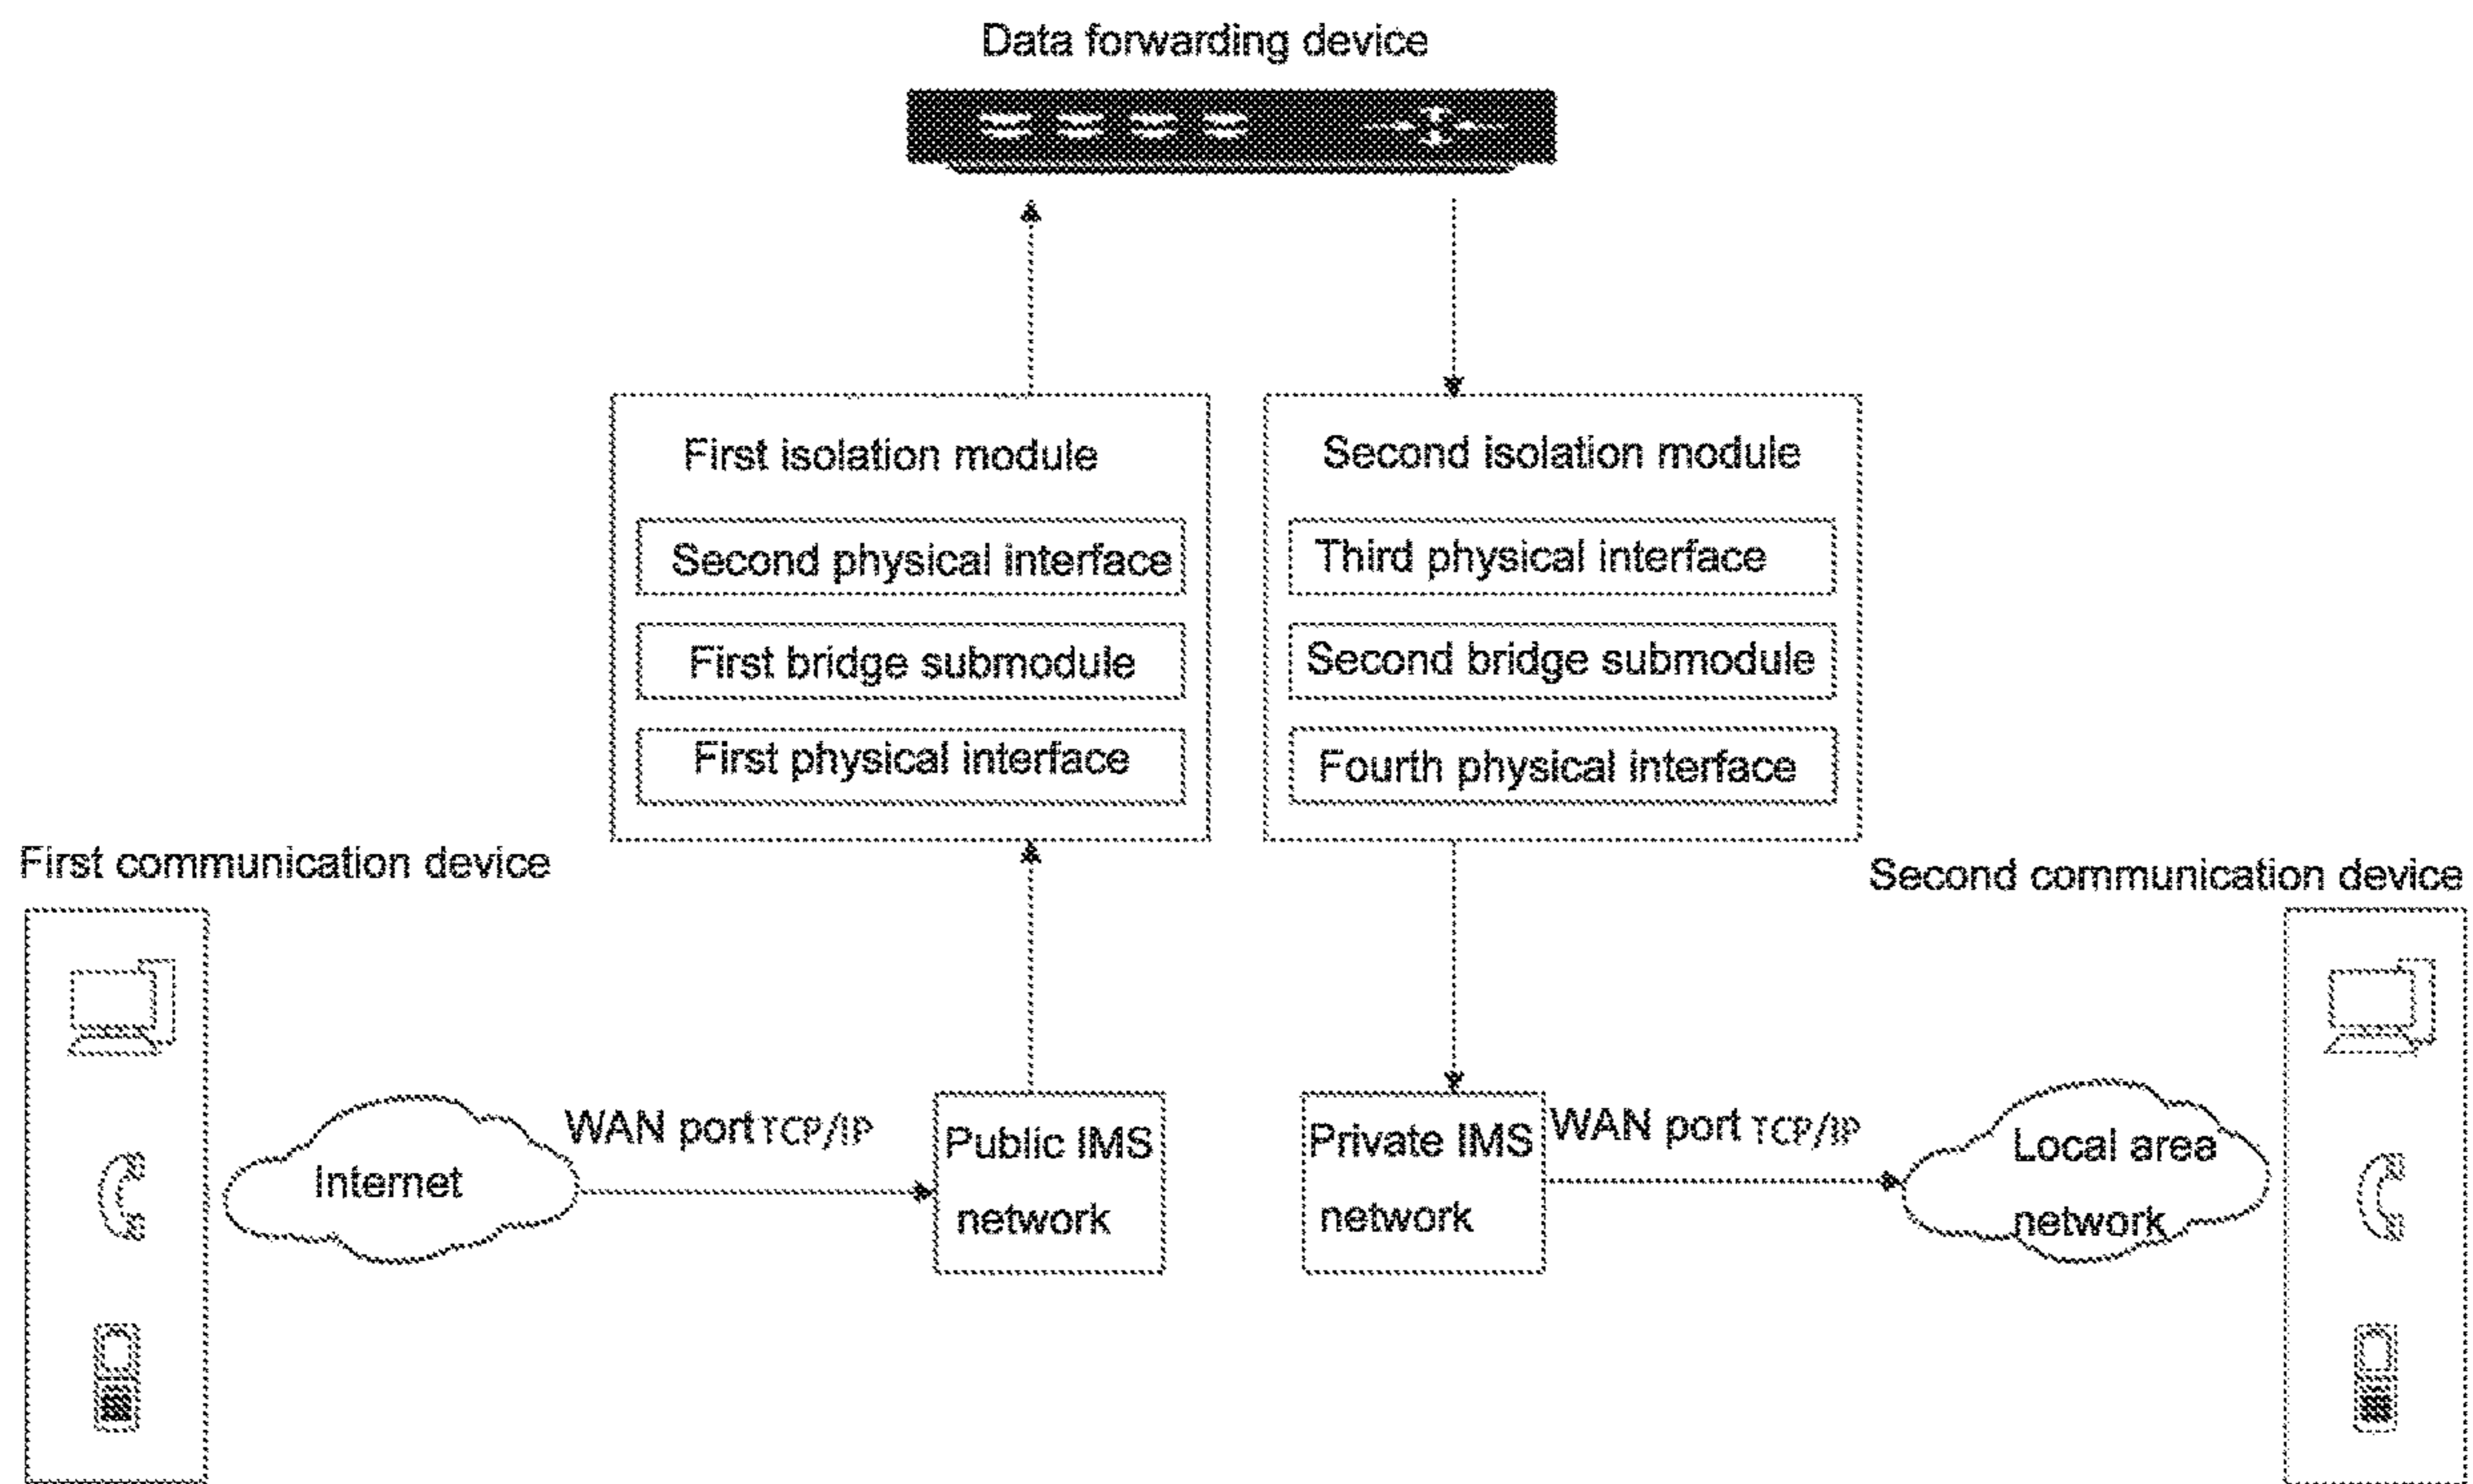 Data forwarding device
First isolation module
Second physical interface
First bridge submodule
First physical interface
Second isolation module
Third physical interface
Second bridge submodule
Fourth physical interface
First communication device
Second communication device
Internet
WAN port TCP/IP
Public IMS
network
Private IMS
network
WAN port TCP/IP
Local area
network